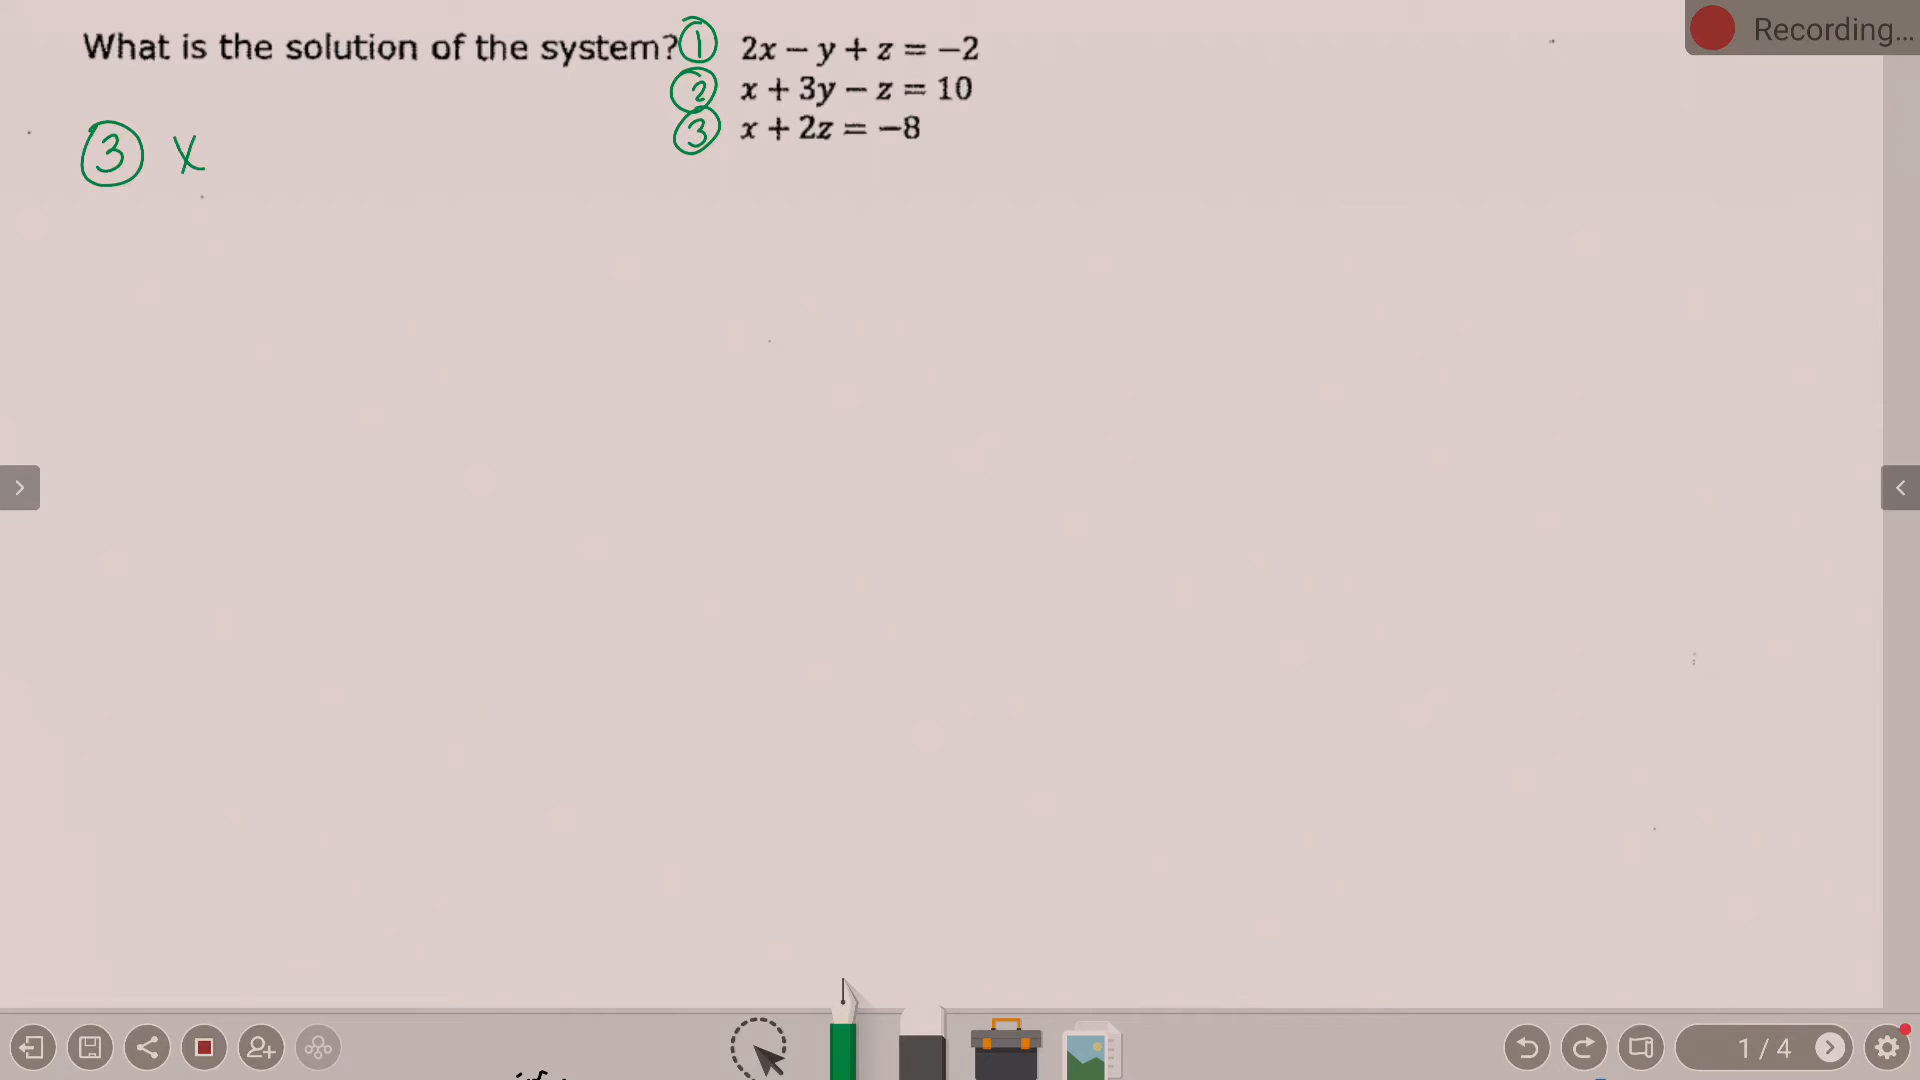 What is the solution of the system? ① 2x − y + z = −2
② x + 3y − z = 10
③ x + 2z = −8
③ x
Recording...
1 / 4